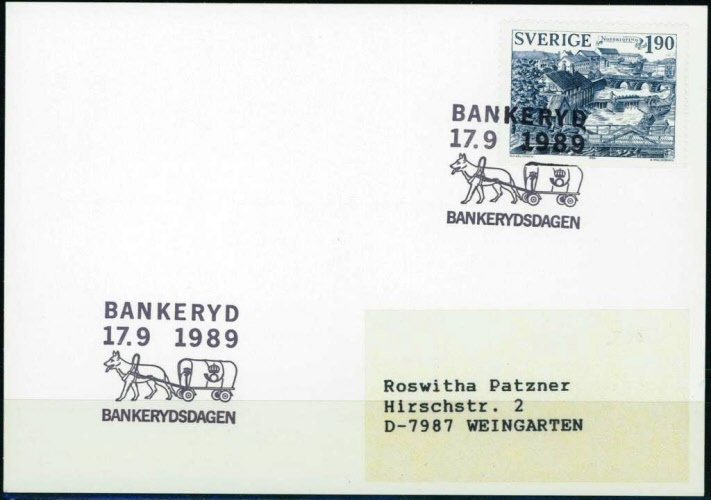 NORRKÖPING
SVERIGE 1.90
BANKERYD
17.9 1989
BANKERYDSDAGEN
BANKERYD
17.9 1989
BANKERYDSDAGEN
Roswitha Patzner
Hirschstr. 2
D-7987 WEINGARTEN